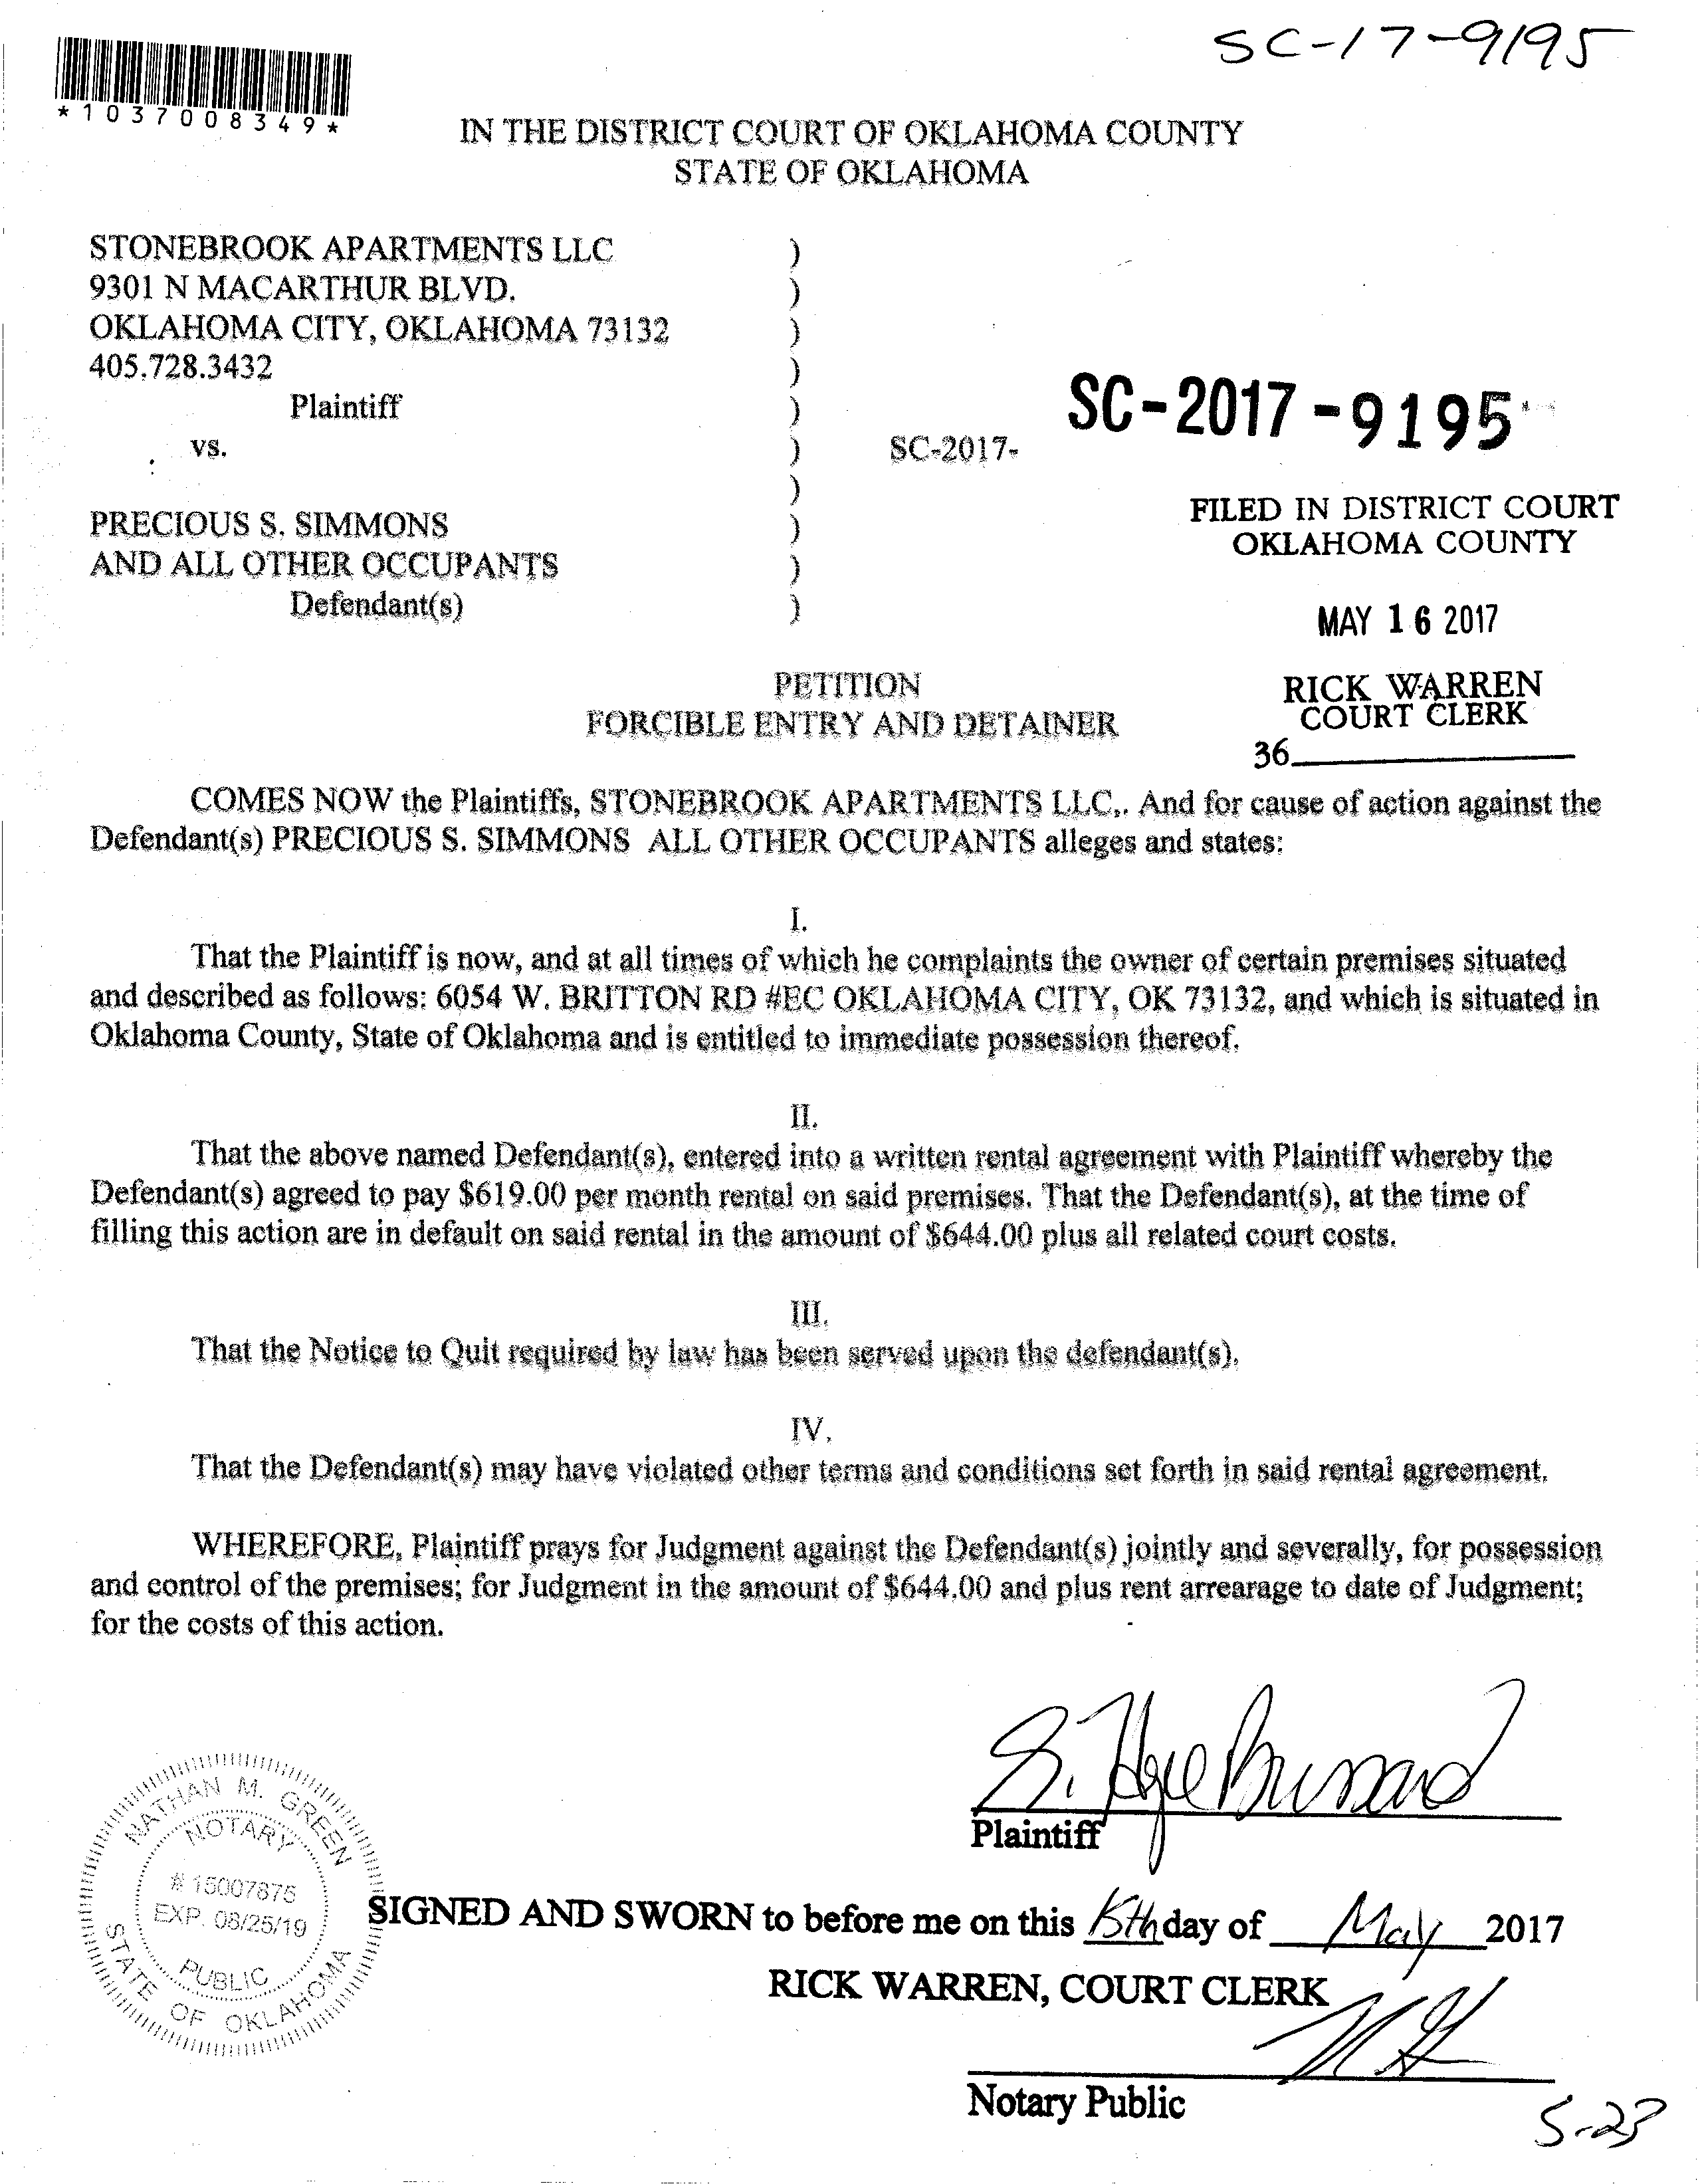 SC-17-9195
*1037008349*
IN THE DISTRICT COURT OF OKLAHOMA COUNTY
STATE OF OKLAHOMA
STONEBROOK APARTMENTS LLC )
9301 N MACARTHUR BLVD. )
OKLAHOMA CITY, OKLAHOMA 73132 )
405.728.3432 )
Plaintiff )
vs. ) SC-2017- SC-2017-9195
)
PRECIOUS S. SIMMONS )
AND ALL OTHER OCCUPANTS )
Defendant(s) )
FILED IN DISTRICT COURT
OKLAHOMA COUNTY
MAY 16 2017
RICK WARREN
COURT CLERK
36
PETITION
FORCIBLE ENTRY AND DETAINER
COMES NOW the Plaintiffs, STONEBROOK APARTMENTS LLC,. And for cause of action against the
Defendant(s) PRECIOUS S. SIMMONS ALL OTHER OCCUPANTS alleges and states:
I.
That the Plaintiff is now, and at all times of which he complaints the owner of certain premises situated
and described as follows: 6054 W. BRITTON RD #EC OKLAHOMA CITY, OK 73132, and which is situated in
Oklahoma County, State of Oklahoma and is entitled to immediate possession thereof.
II.
That the above named Defendant(s), entered into a written rental agreement with Plaintiff whereby the
Defendant(s) agreed to pay $619.00 per month rental on said premises. That the Defendant(s), at the time of
filling this action are in default on said rental in the amount of $644.00 plus all related court costs.
III.
That the Notice to Quit required by law has been served upon the defendant(s).
IV.
That the Defendant(s) may have violated other terms and conditions set forth in said rental agreement.
WHEREFORE, Plaintiff prays for Judgment against the Defendant(s) jointly and severally, for possession
and control of the premises; for Judgment in the amount of $644.00 and plus rent arrearage to date of Judgment;
for the costs of this action.
Plaintiff
NATHAN M. GREEN
NOTARY
# 15007875
EXP. 08/25/19
PUBLIC
STATE OF OKLAHOMA
SIGNED AND SWORN to before me on this 15th day of May 2017
RICK WARREN, COURT CLERK
Notary Public
5-23